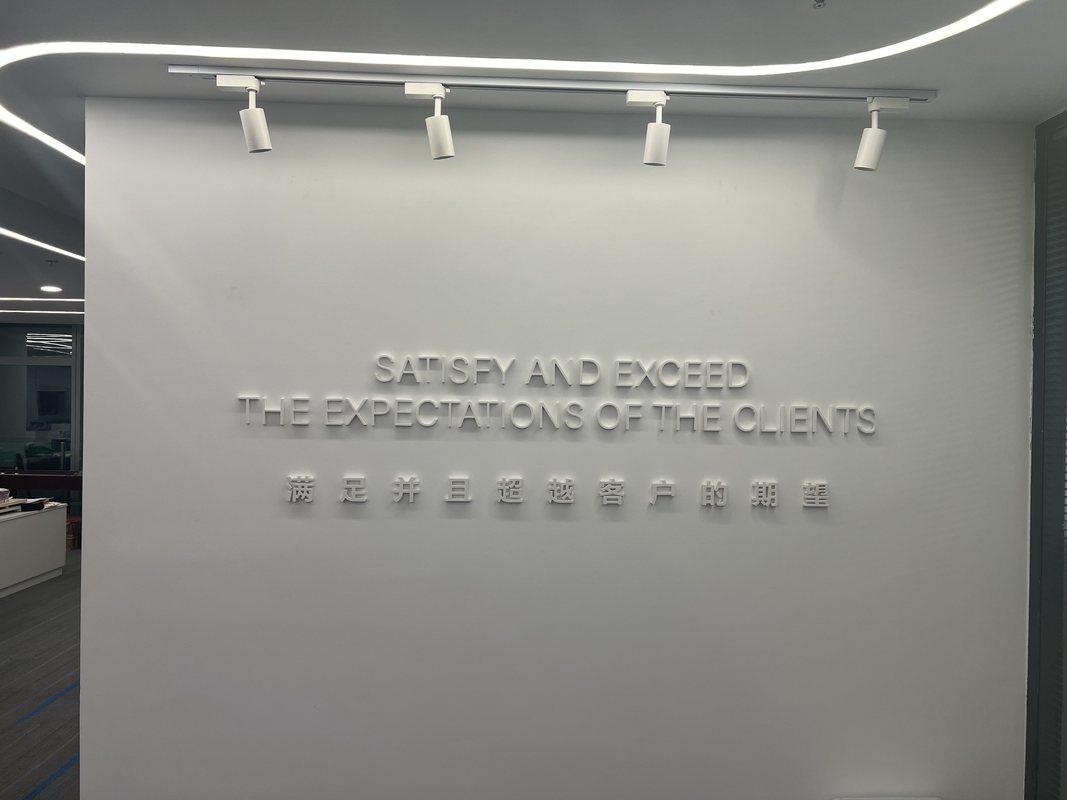 SATISFY AND EXCEED
THE EXPECTATIONS OF THE CLIENTS
满足并且超越客户的期望